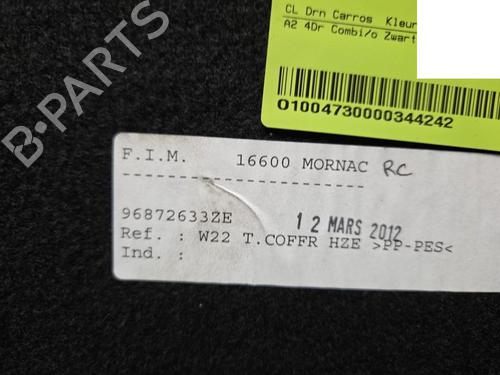 CL Drn Carros Kleur
A2 4Dr Combi/o Zwart
01004730000344242
F.I.M. 16600 MORNAC RC
96872633ZE 12 MARS 2012
Ref. : W22 T.COFFR HZE >PP-PES<
Ind. :
B-PARTS